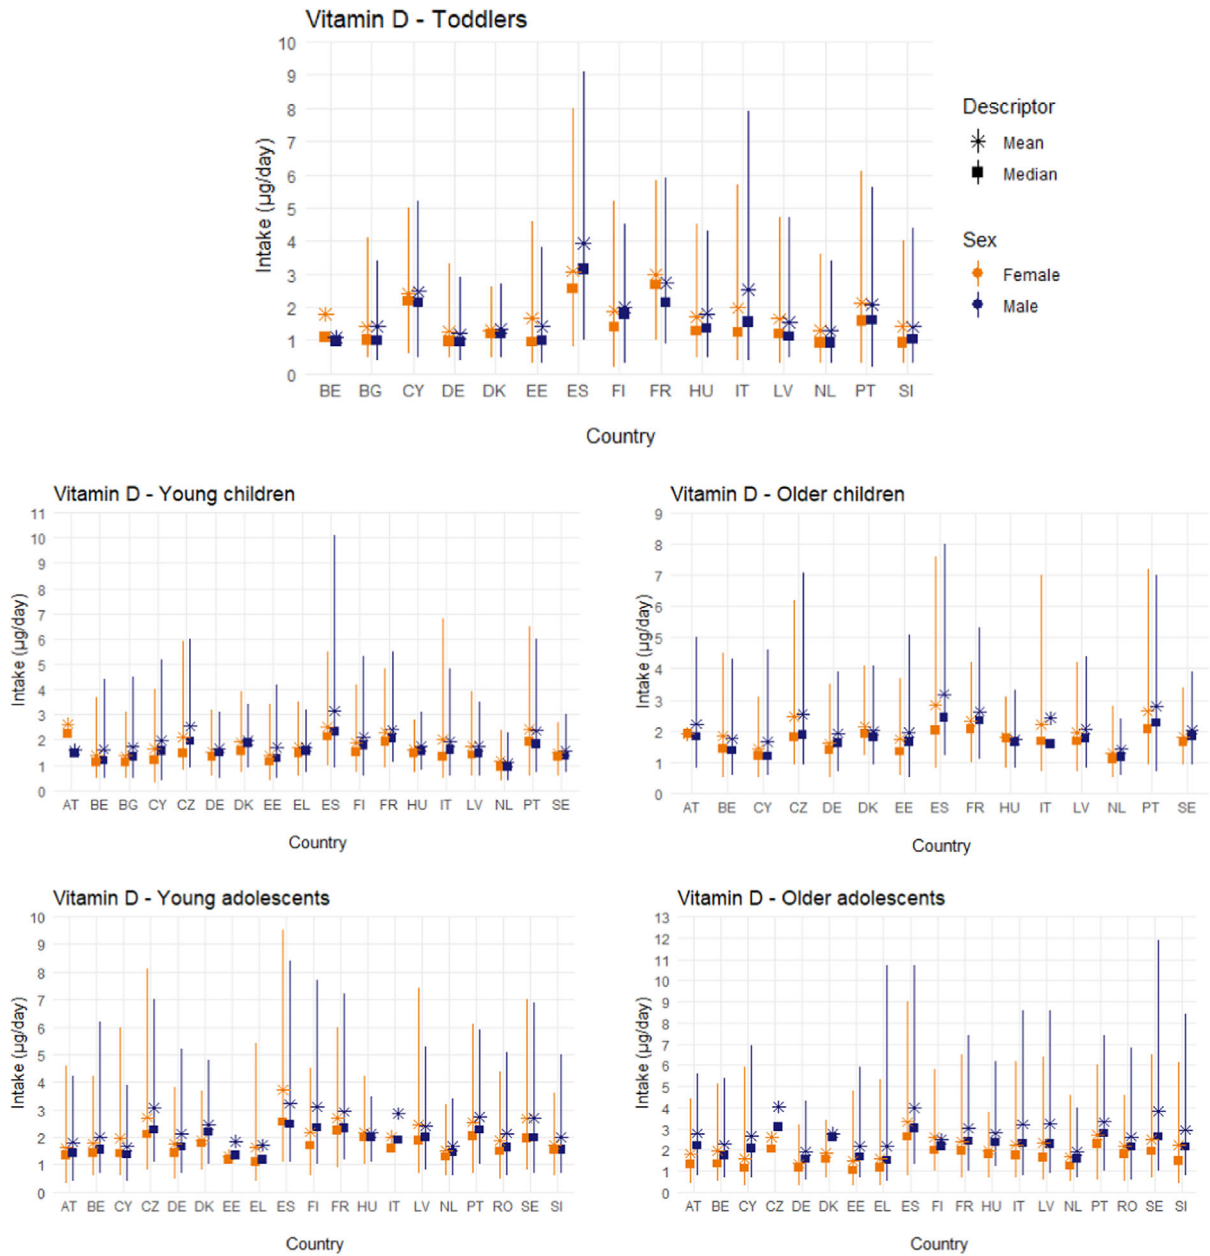 Vitamin D - Toddlers
10
9
8
7
6
5
4
3
2
1
0
Intake (µg/day)
BE BG CY DE DK EE ES FI FR HU IT LV NL PT SI
Country
Descriptor
Mean
Median
Sex
Female
Male
Vitamin D - Young children
11
10
9
8
7
6
5
4
3
2
1
0
Intake (µg/day)
AT BE BG CY CZ DE DK EE EL ES FI FR HU IT LV NL PT SE
Country
Vitamin D - Older children
9
8
7
6
5
4
3
2
1
0
Intake (µg/day)
AT BE CY CZ DE DK EE ES FR HU IT LV NL PT SE
Country
Vitamin D - Young adolescents
10
9
8
7
6
5
4
3
2
1
0
Intake (µg/day)
AT BE CY CZ DE DK EE EL ES FI FR HU IT LV NL PT RO SE SI
Country
Vitamin D - Older adolescents
13
12
11
10
9
8
7
6
5
4
3
2
1
0
Intake (µg/day)
AT BE CY CZ DE DK EE EL ES FI FR HU IT LV NL PT RO SE SI
Country